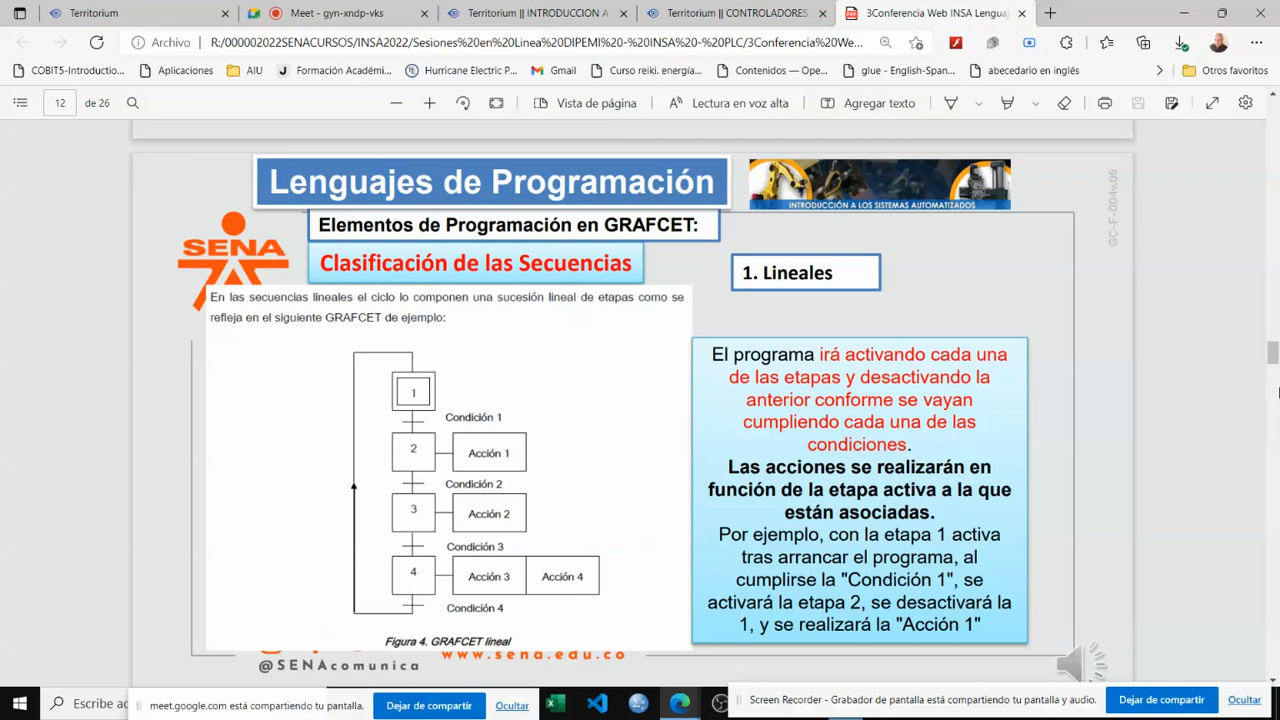 Territorium
Meet - gyn-xndp-vks
Territorium || INTRODUCCION A
Territorium || CONTROLADORES
3Conferencia Web INSA Lenguaj
Archivo
R:/000002022SENACURSOS/INSA2022/Sesiones%20en%20Linea%20DIPEMI%20-%20INSA%20-%20PLC/3Conferencia%20We...
COBIT5-Introductio...
Aplicaciones
AIU
Formación Académi...
Hurricane Electric P...
Gmail
Curso reiki. energía...
Contenidos — Ope...
glue - English-Span...
abecedario en inglés
Otros favoritos
12
de 26
Vista de página
Lectura en voz alta
Agregar texto
Lenguajes de Programación
INTRODUCCIÓN A LOS SISTEMAS AUTOMATIZADOS
GC-F-004v.05
Elementos de Programación en GRAFCET:
SENA
Clasificación de las Secuencias
1. Lineales
En las secuencias lineales el ciclo lo componen una sucesión lineal de etapas como se
refleja en el siguiente GRAFCET de ejemplo:
1
Condición 1
2
Acción 1
Condición 2
3
Acción 2
Condición 3
4
Acción 3
Acción 4
Condición 4
Figura 4. GRAFCET lineal
El programa irá activando cada una
de las etapas y desactivando la
anterior conforme se vayan
cumpliendo cada una de las
condiciones.
Las acciones se realizarán en
función de la etapa activa a la que
están asociadas.
Por ejemplo, con la etapa 1 activa
tras arrancar el programa, al
cumplirse la "Condición 1", se
activará la etapa 2, se desactivará la
1, y se realizará la "Acción 1"
@SENAcomunica
www.sena.edu.co
Escribe
meet.google.com está compartiendo tu pantalla.
Dejar de compartir
Ocultar
Screen Recorder - Grabador de pantalla está compartiendo tu pantalla y audio.
Dejar de compartir
Ocultar